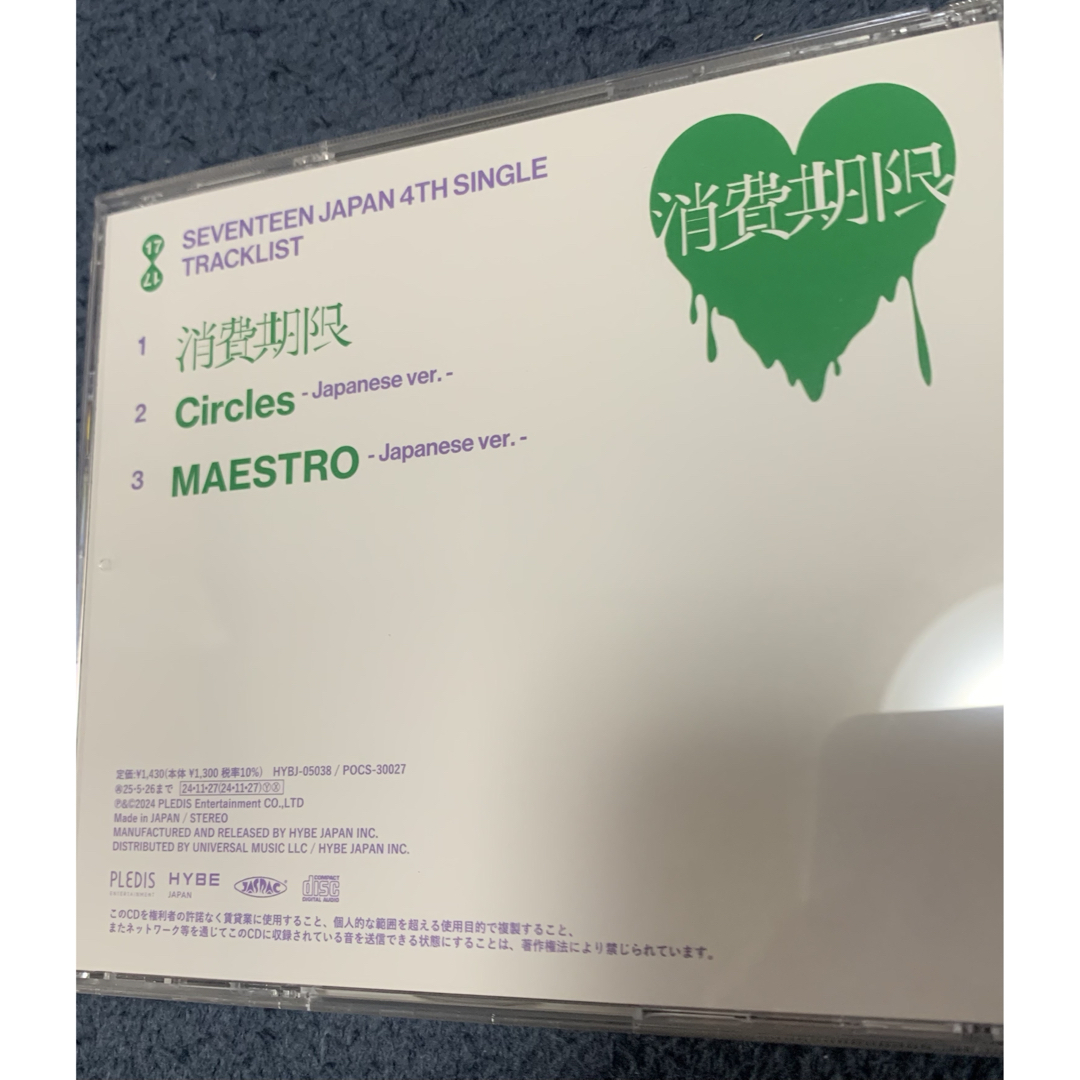 消費期限
17
17
SEVENTEEN JAPAN 4TH SINGLE
TRACKLIST
1 消費期限
2 Circles - Japanese ver. -
3 MAESTRO - Japanese ver. -
定価:¥1,430(本体 ¥1,300 税率10%) HYBJ-05038 / POCS-30027
㊝25・5・26まで 24・11・27(24・11・27)ⓎⓍ
Ⓟ&©2024 PLEDIS Entertainment CO.,LTD
Made in JAPAN / STEREO
MANUFACTURED AND RELEASED BY HYBE JAPAN INC.
DISTRIBUTED BY UNIVERSAL MUSIC LLC / HYBE JAPAN INC.
PLEDIS ENTERTAINMENT HYBE JAPAN JASRAC COMPACT disc DIGITAL AUDIO
このCDを権利者の許諾なく賃貸業に使用すること、個人的な範囲を超える使用目的で複製すること、
またネットワーク等を通じてこのCDに収録されている音を送信できる状態にすることは、著作権法により禁じられています。